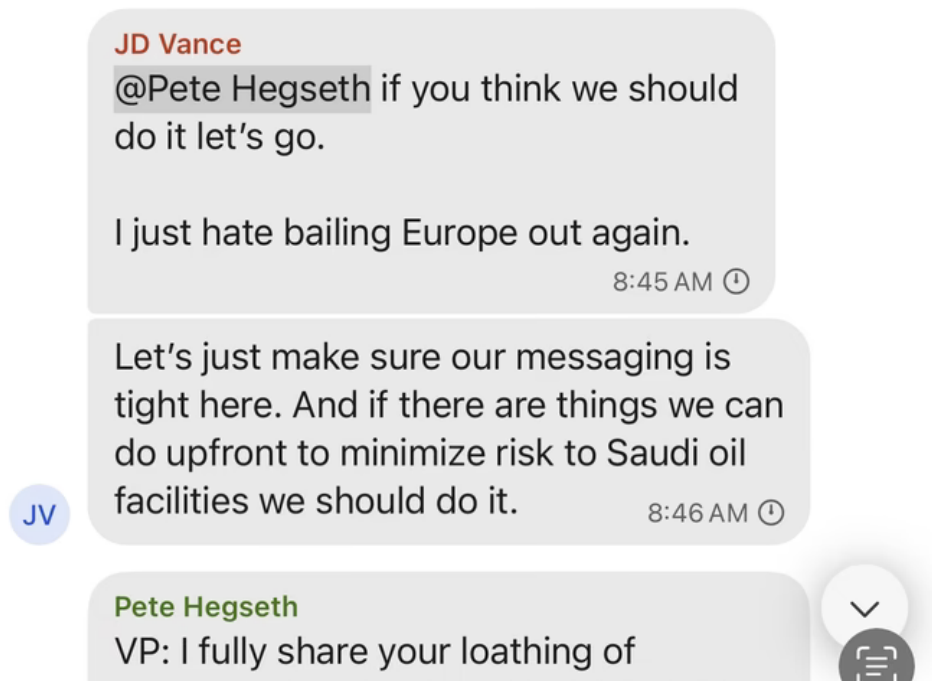 JD Vance
@Pete Hegseth if you think we should
do it let’s go.
I just hate bailing Europe out again.
8:45 AM
Let’s just make sure our messaging is
tight here. And if there are things we can
do upfront to minimize risk to Saudi oil
facilities we should do it.
8:46 AM
JV
Pete Hegseth
VP: I fully share your loathing of